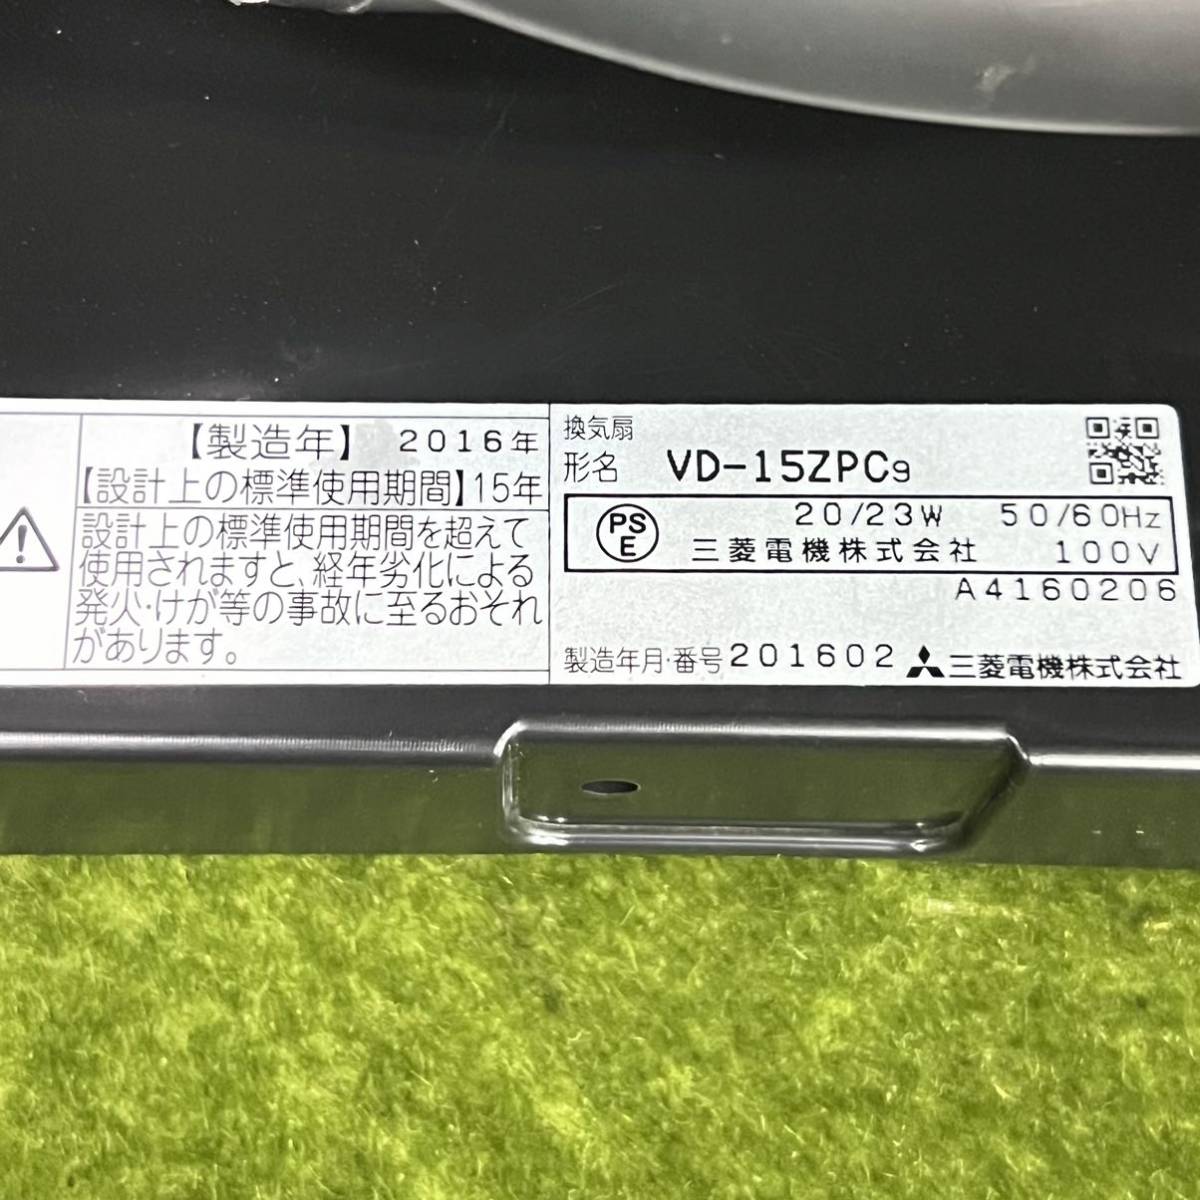 【製造年】 2016年
【設計上の標準使用期間】15年
設計上の標準使用期間を超えて
使用されますと、経年劣化による
発火・けが等の事故に至るおそれ
があります。
換気扇
形名 VD-15ZPC9
PS
E
20/23W 50/60Hz
三菱電機株式会社 100V
A4160206
製造年月・番号 201602 三菱電機株式会社